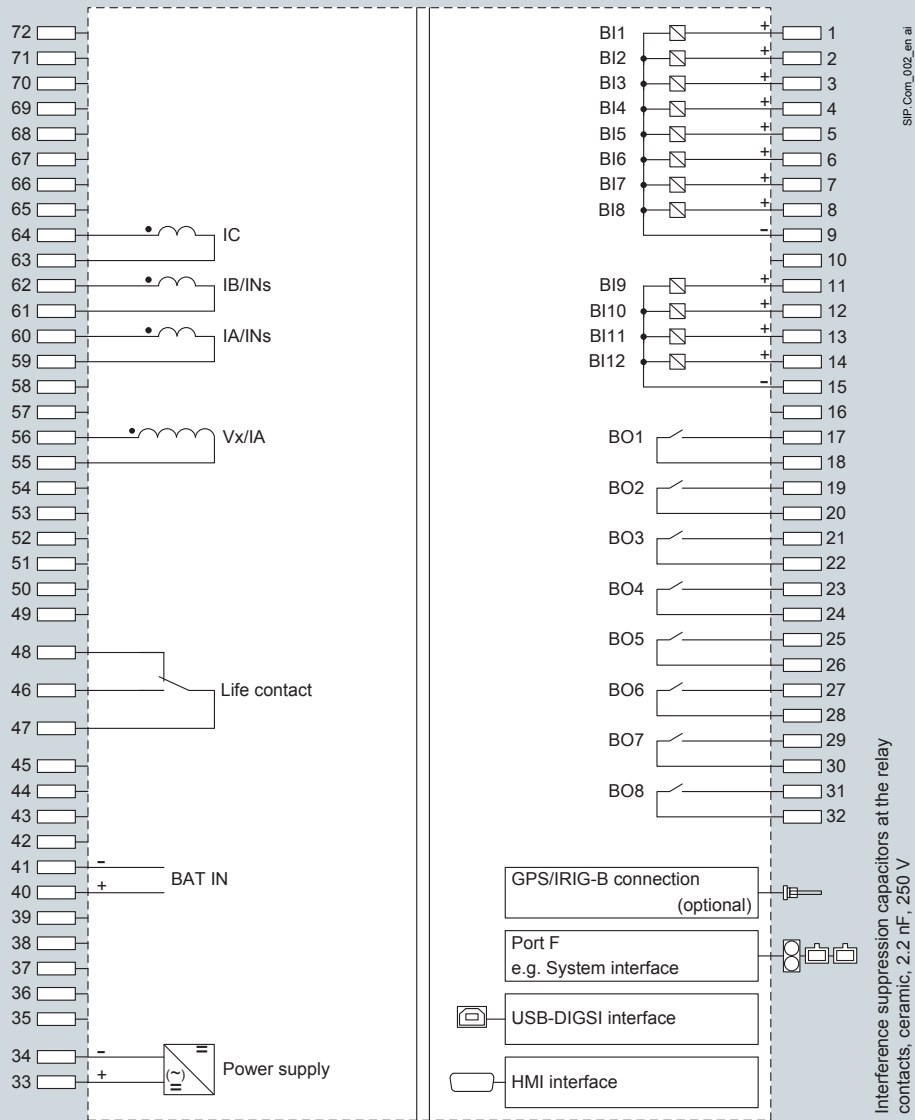 72
71
70
69
68
67
66
65
64 IC
63
62 IB/INs
61
60 IA/INs
59
58
57
56 Vx/IA
55
54
53
52
51
50
49
48
46 Life contact
47
45
44
43
42
41 -
BAT IN
40 +
39
38
37
36
35
34 - =
Power supply
33 + (~)
=
BI1 + 1
BI2 + 2
BI3 + 3
BI4 + 4
BI5 + 5
BI6 + 6
BI7 + 7
BI8 + 8
- 9
10
BI9 + 11
BI10 + 12
BI11 + 13
BI12 + 14
- 15
16
BO1 17
18
BO2 19
20
BO3 21
22
BO4 23
24
BO5 25
26
BO6 27
28
BO7 29
30
BO8 31
32
GPS/IRIG-B connection
(optional)
Port F
e.g. System interface
USB-DIGSI interface
HMI interface
SIP.Com_002_en ai
Interference suppression capacitors at the relay
contacts, ceramic, 2.2 nF, 250 V